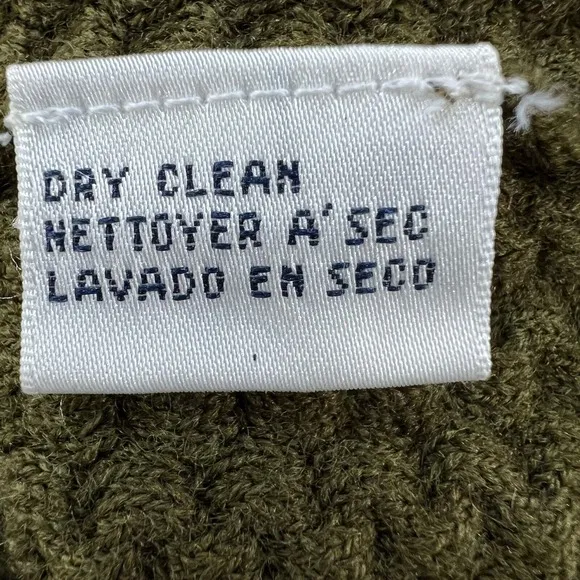 DRY CLEAN
NETTOYER A' SEC
LAVADO EN SECO